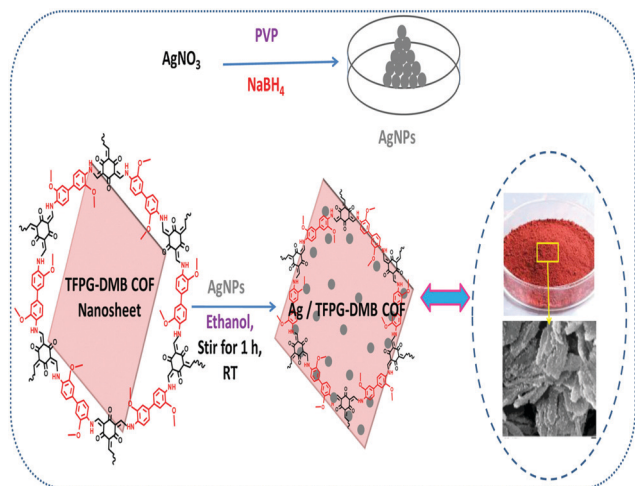 PVP
AgNO3
NaBH4
AgNPs
TFPG-DMB COF
Nanosheet
AgNPs
Ethanol,
Stir for 1 h,
RT
Ag / TFPG-DMB COF